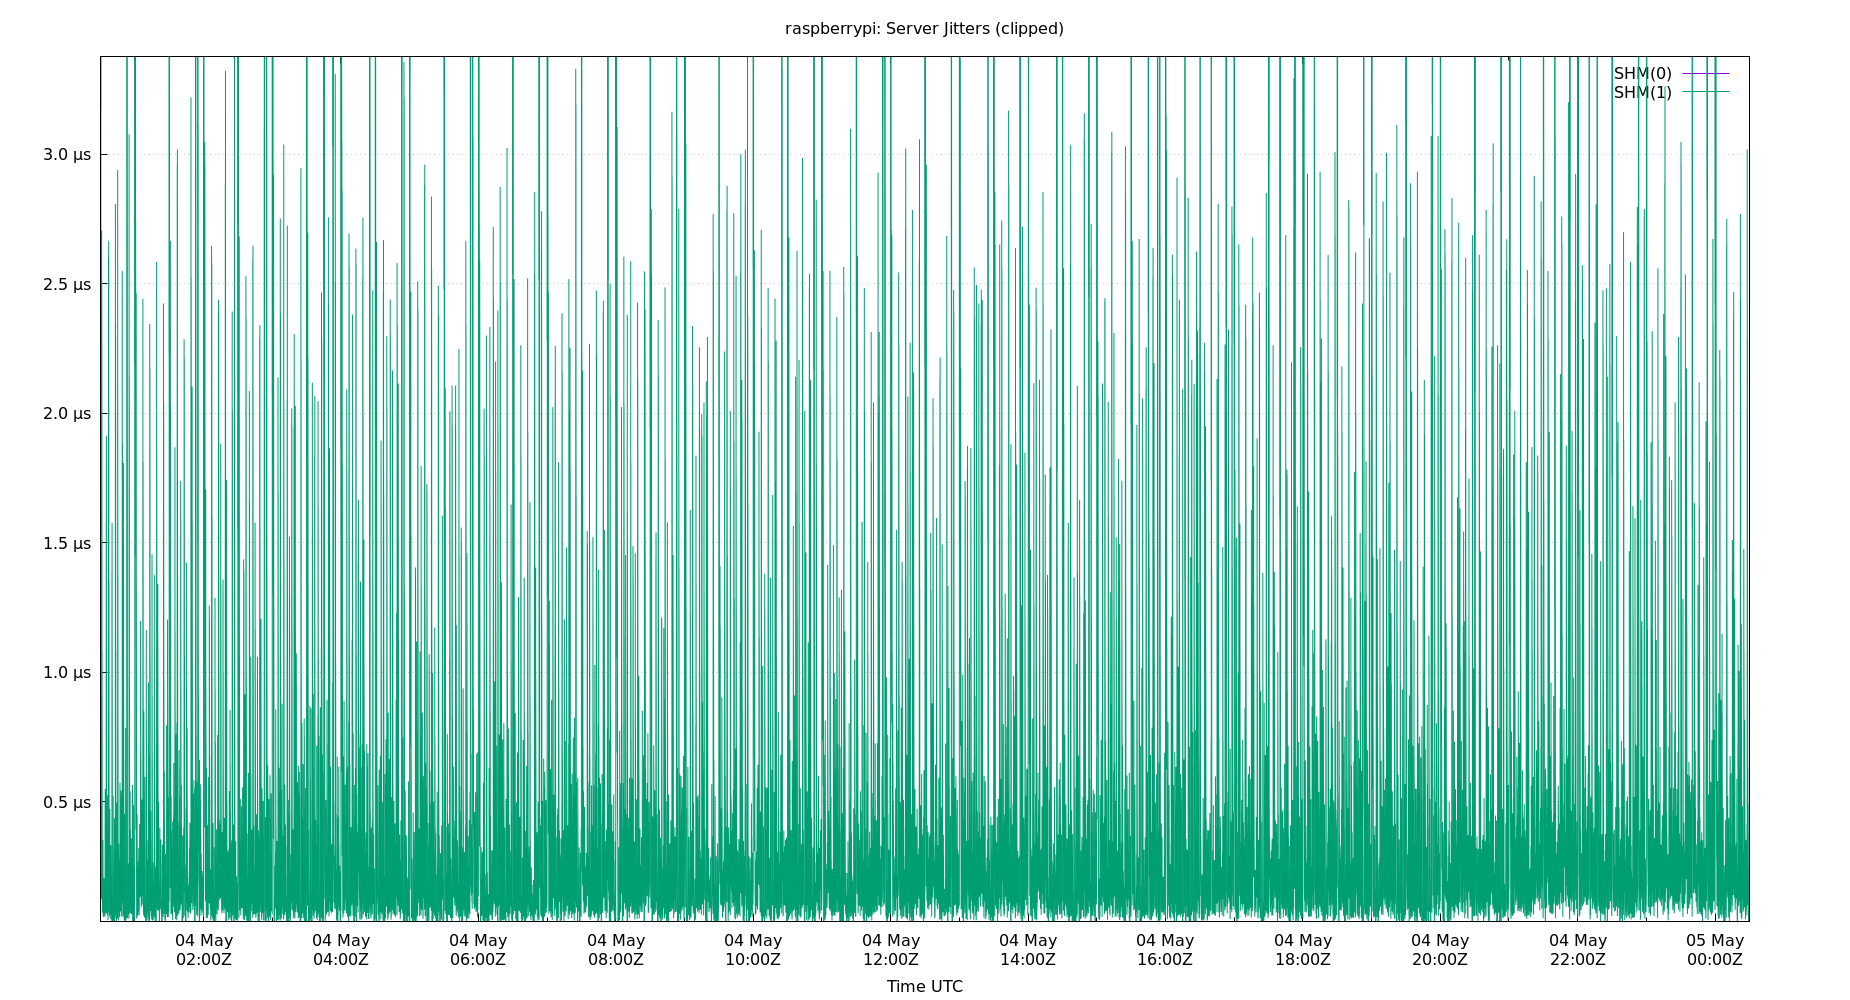 raspberrypi: Server Jitters (clipped)
SHM(0)
SHM(1)
3.0 µs
2.5 µs
2.0 µs
1.5 µs
1.0 µs
0.5 µs
04 May 04 May 04 May 04 May 04 May 04 May 04 May 04 May 04 May 04 May 04 May 05 May
02:00Z 04:00Z 06:00Z 08:00Z 10:00Z 12:00Z 14:00Z 16:00Z 18:00Z 20:00Z 22:00Z 00:00Z
Time UTC